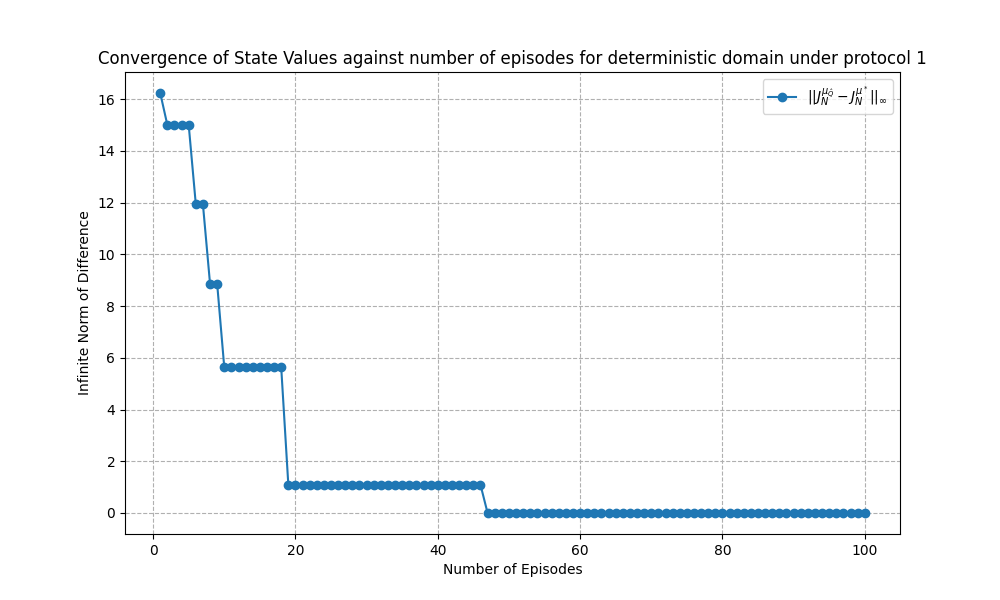 Convergence of State Values against number of episodes for deterministic domain under protocol 1
||J_N^{μ_{\hat{Q}}} − J_N^{μ^*}||_∞
16
14
12
10
8
6
4
2
0
Infinite Norm of Difference
0 20 40 60 80 100
Number of Episodes